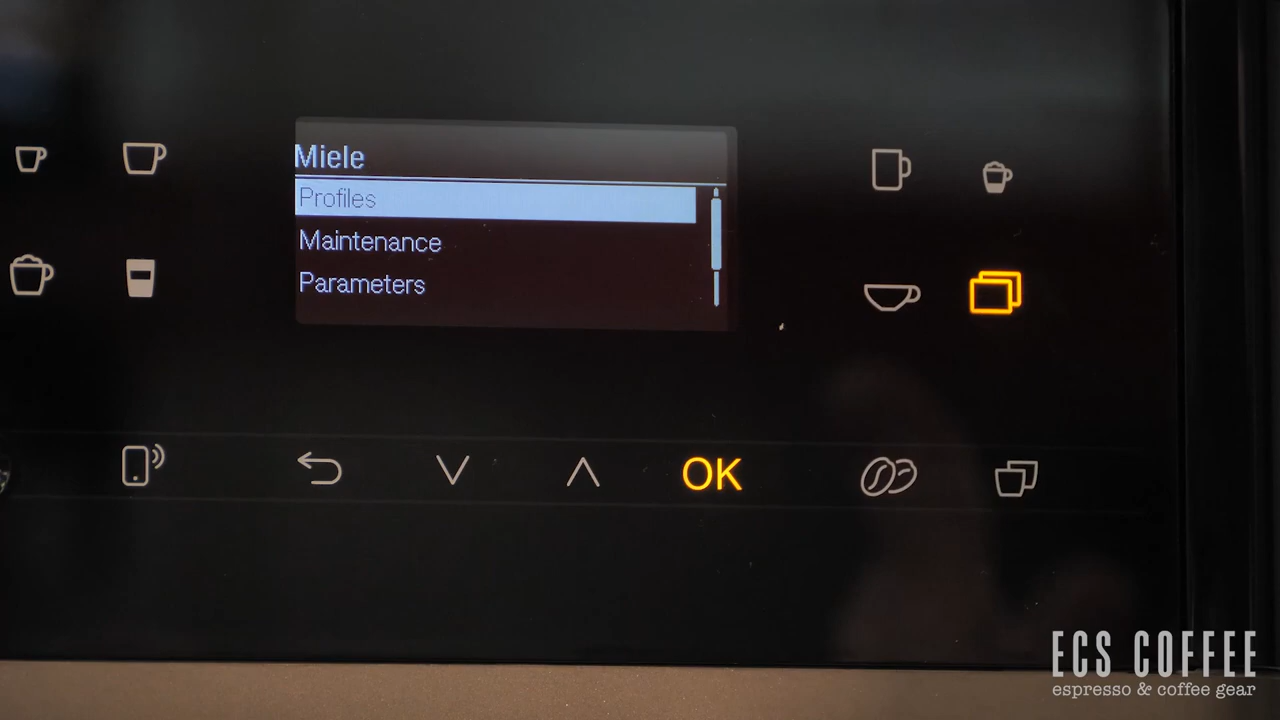 Miele
Profiles
Maintenance
Parameters
OK
ECS COFFEE
espresso & coffee gear